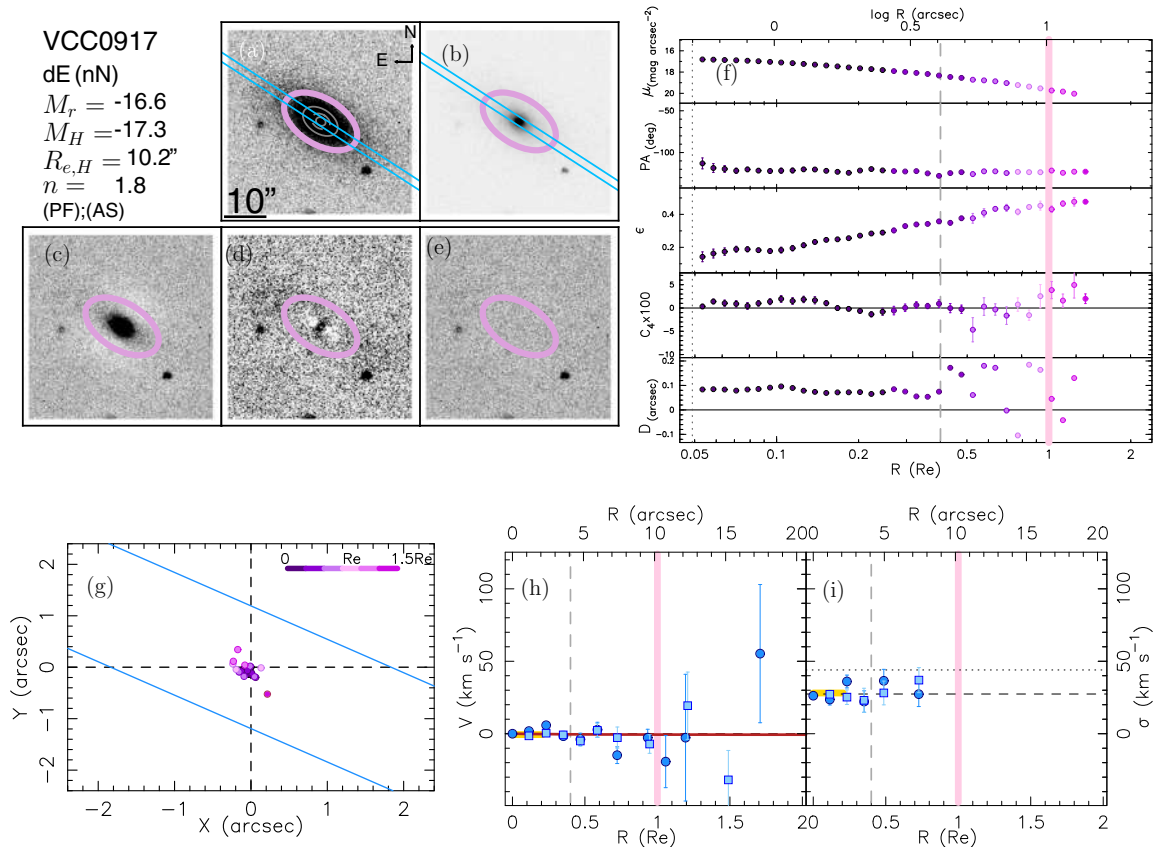 VCC0917
dE (nN)
M_r = -16.6
M_H = -17.3
R_{e,H} = 10.2"
n = 1.8
(PF);(AS)
(a)
N
E
10"
(b)
(c)
(d)
(e)
log R (arcsec)
0 0.5 1
(f)
μ (mag arcsec⁻²)
16
18
20
PA (deg)
-50
-100
ε
0.4
0.2
C₄x100
5
0
-5
-10
D (arcsec)
0.2
0.1
0
-0.1
0.05 0.1 0.2 0.5 1 2
R (Re)
(g)
0 Re 1.5Re
Y (arcsec)
2
1
0
-1
-2
-2 -1 0 1 2
X (arcsec)
R (arcsec)
0 5 10 15 20
(h)
V (km s⁻¹)
100
50
0
0 0.5 1 1.5 2
R (Re)
R (arcsec)
0 5 10 15 20
(i)
σ (km s⁻¹)
100
50
0
0 0.5 1 1.5 2
R (Re)